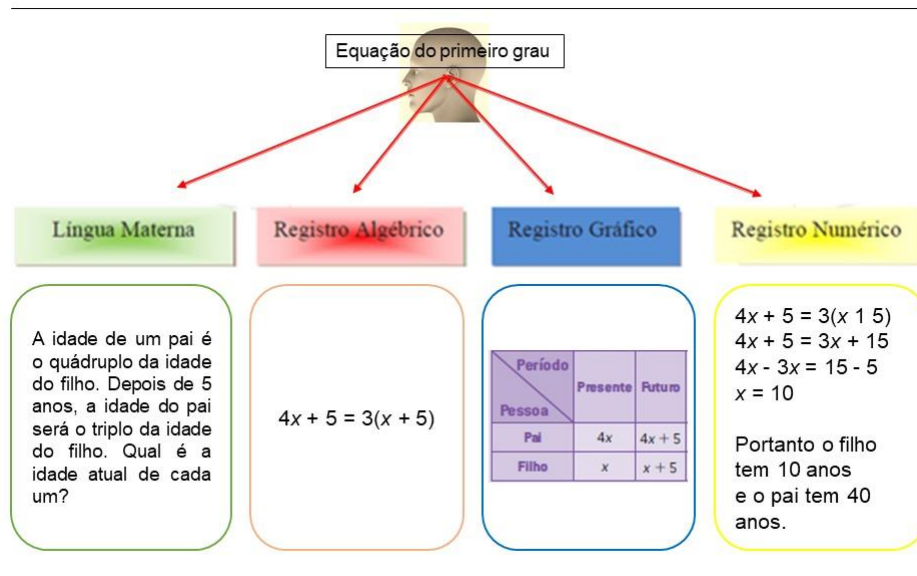 Equação do primeiro grau
Língua Materna
Registro Algébrico
Registro Gráfico
Registro Numérico
A idade de um pai é
o quádruplo da idade
do filho. Depois de 5
anos, a idade do pai
será o triplo da idade
do filho. Qual é a
idade atual de cada
um?
4x + 5 = 3(x + 5)
Período
Pessoa
Presente
Futuro
Pai 4x 4x + 5
Filho x x + 5
4x + 5 = 3(x 1 5)
4x + 5 = 3x + 15
4x - 3x = 15 - 5
x = 10
Portanto o filho
tem 10 anos
e o pai tem 40
anos.